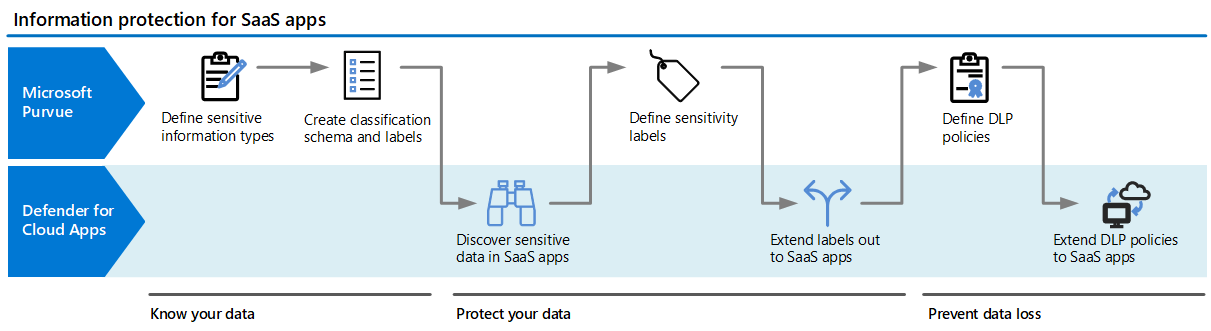 Information protection for SaaS apps
Microsoft
Purvue
Define sensitive
information types
Create classification
schema and labels
Define sensitivity
labels
Define DLP
policies
Defender for
Cloud Apps
Discover sensitive
data in SaaS apps
Extend labels out
to SaaS apps
Extend DLP policies
to SaaS apps
Know your data
Protect your data
Prevent data loss